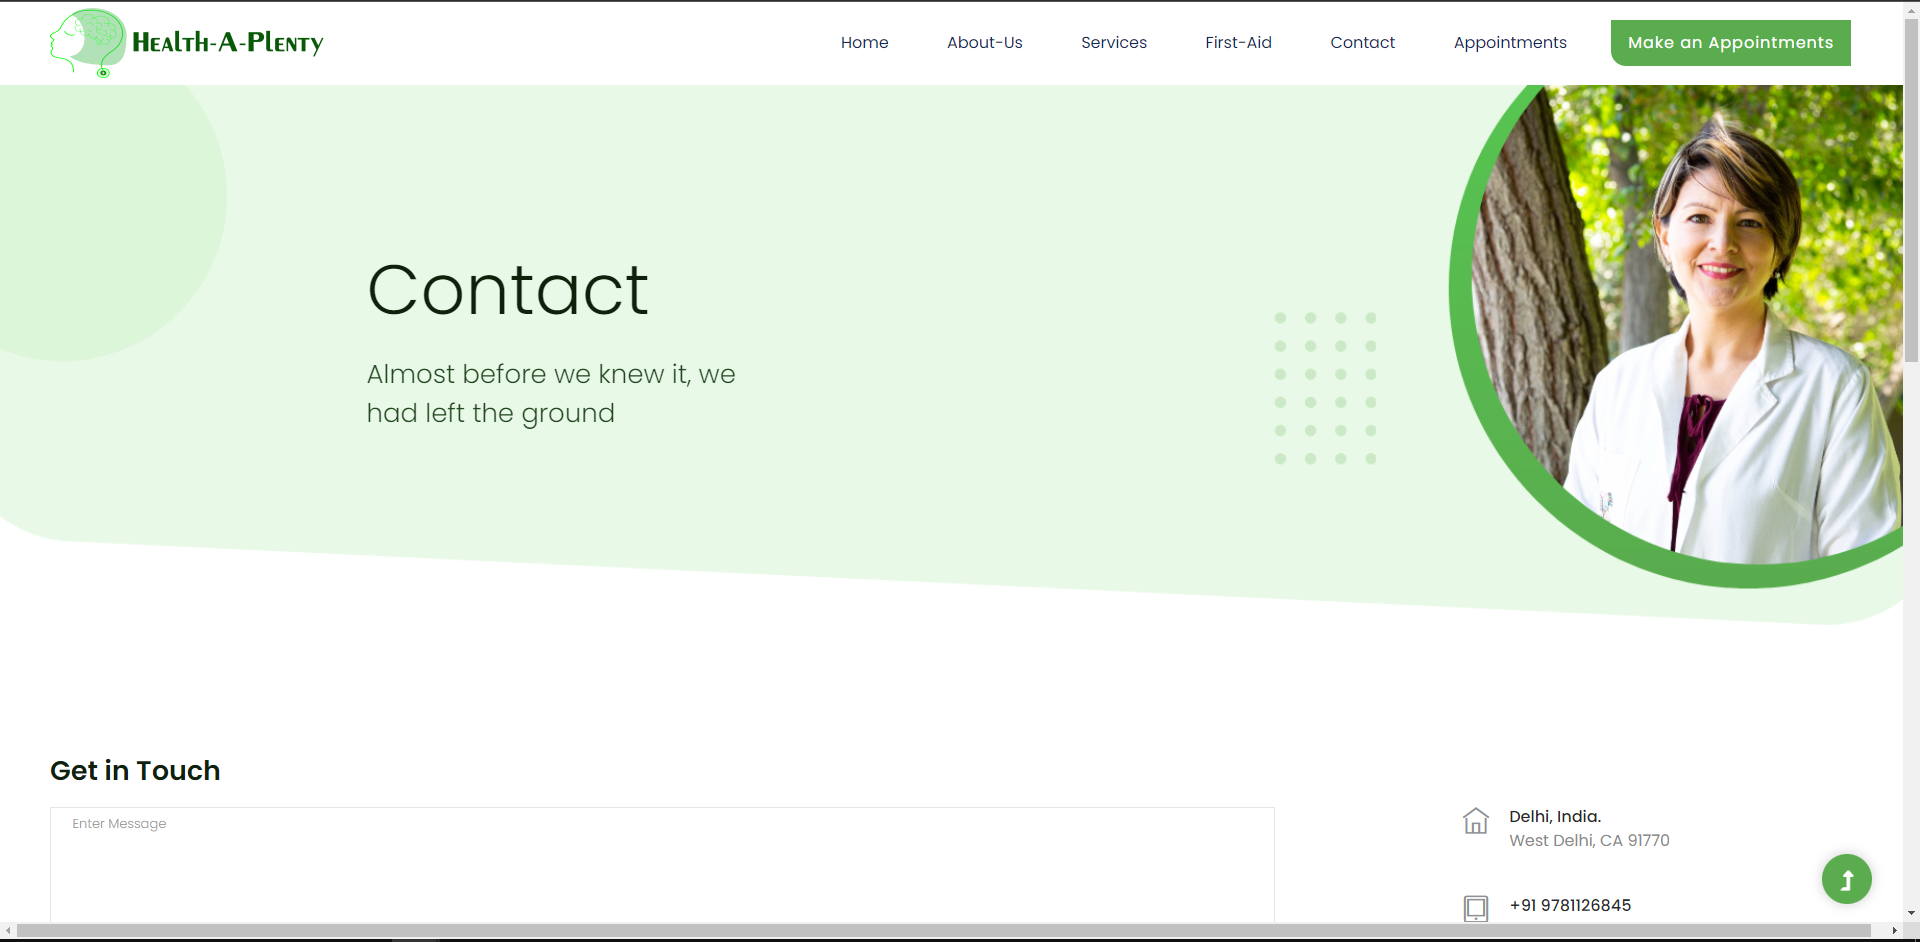 Health-A-Plenty
Home About-Us Services First-Aid Contact Appointments Make an Appointments
Contact
Almost before we knew it, we
had left the ground
Get in Touch
Enter Message
Delhi, India.
West Delhi, CA 91770
+91 9781126845